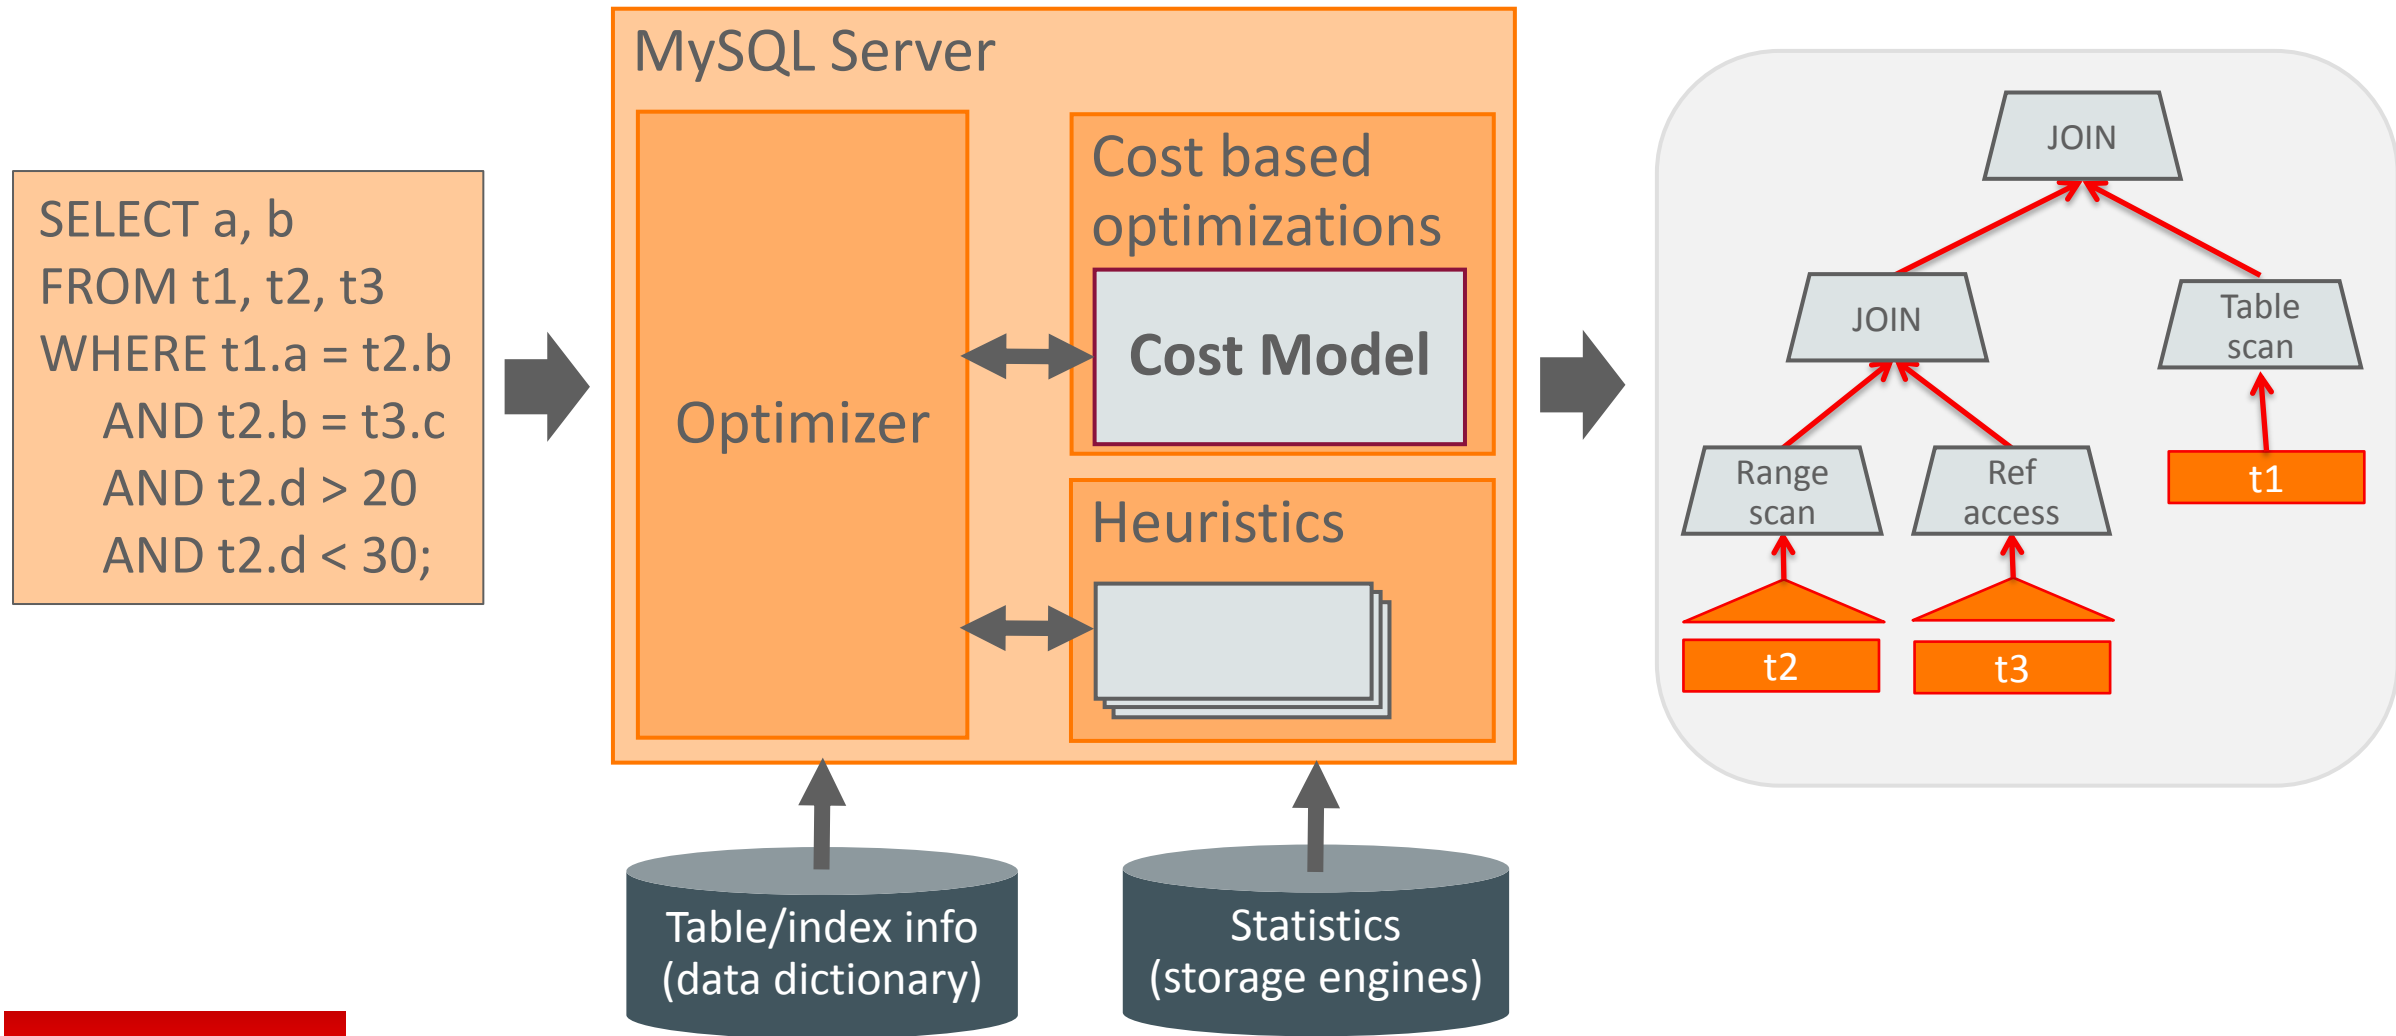 SELECT a, b
FROM t1, t2, t3
WHERE t1.a = t2.b
AND t2.b = t3.c
AND t2.d > 20
AND t2.d < 30;
MySQL Server
Optimizer
Cost based
optimizations
Cost Model
Heuristics
Table/index info
(data dictionary)
Statistics
(storage engines)
JOIN
JOIN
Table
scan
Range
scan
Ref
access
t1
t2
t3